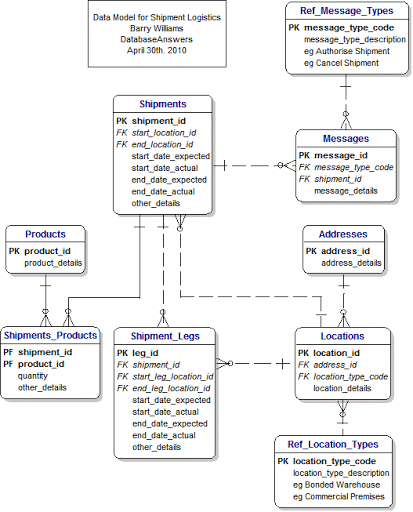 Data Model for Shipment Logistics
Barry Williams
DatabaseAnswers
April 30th. 2010
Ref_Message_Types
PK message_type_code
message_type_description
eg Authorise Shipment
eg Cancel Shipment
Shipments
PK shipment_id
FK start_location_id
FK end_location_id
start_date_expected
start_date_actual
end_date_expected
end_date_actual
other_details
Messages
PK message_id
FK message_type_code
FK shipment_id
message_details
Products
PK product_id
product_details
Addresses
PK address_id
address_details
Shipments_Products
PF shipment_id
PF product_id
quantity
other_details
Shipment_Legs
PK leg_id
FK shipment_id
FK start_leg_location_id
FK end_leg_location_id
start_date_expected
start_date_actual
end_date_expected
end_date_actual
other_details
Locations
PK location_id
FK address_id
FK location_type_code
location_details
Ref_Location_Types
PK location_type_code
location_type_description
eg Bonded Warehouse
eg Commercial Premises